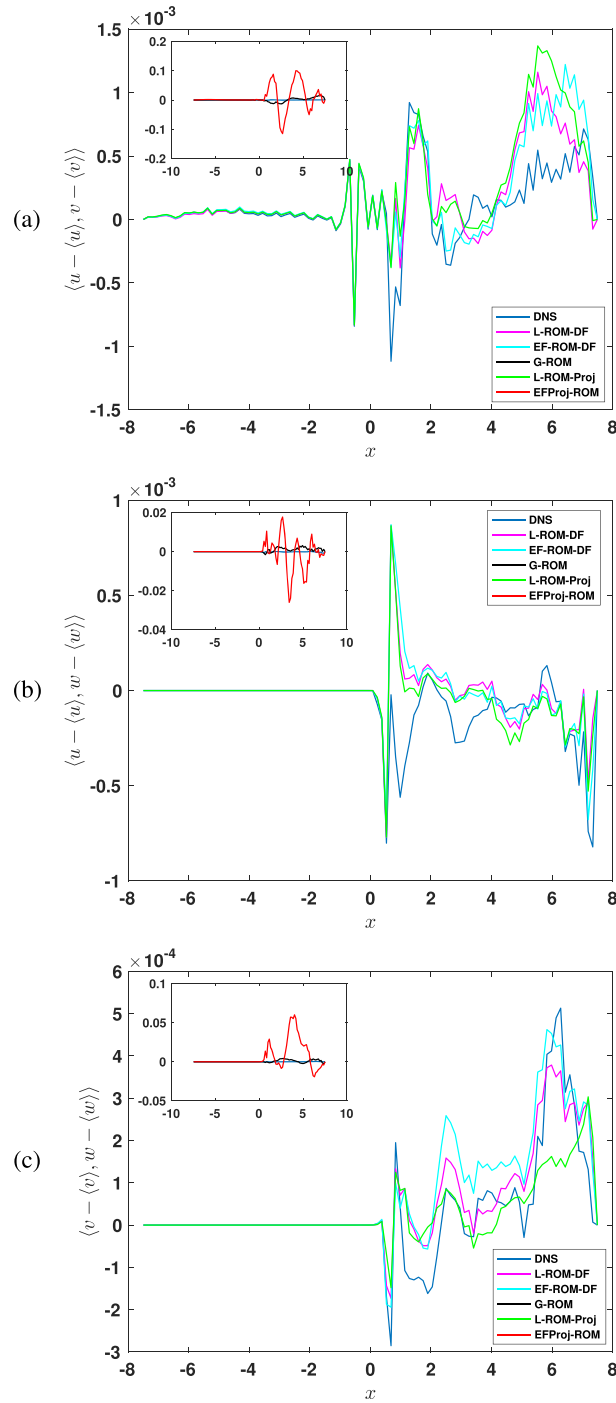 (a)
× 10^-3
1.5
1
0.5
0
-0.5
-1
-1.5
-8 -6 -4 -2 0 2 4 6 8
x
⟨u − ⟨u⟩, v − ⟨v⟩⟩
0.2
0.1
0
-0.1
-0.2
-10 -5 0 5 10
DNS
L-ROM-DF
EF-ROM-DF
G-ROM
L-ROM-Proj
EFProj-ROM
(b)
× 10^-3
1
0.5
0
-0.5
-1
-8 -6 -4 -2 0 2 4 6 8
x
⟨u − ⟨u⟩, w − ⟨w⟩⟩
0.02
0
-0.02
-0.04
-10 -5 0 5 10
DNS
L-ROM-DF
EF-ROM-DF
G-ROM
L-ROM-Proj
EFProj-ROM
(c)
× 10^-4
6
5
4
3
2
1
0
-1
-2
-3
-8 -6 -4 -2 0 2 4 6 8
x
⟨v − ⟨v⟩, w − ⟨w⟩⟩
0.1
0.05
0
-0.05
-10 -5 0 5 10
DNS
L-ROM-DF
EF-ROM-DF
G-ROM
L-ROM-Proj
EFProj-ROM